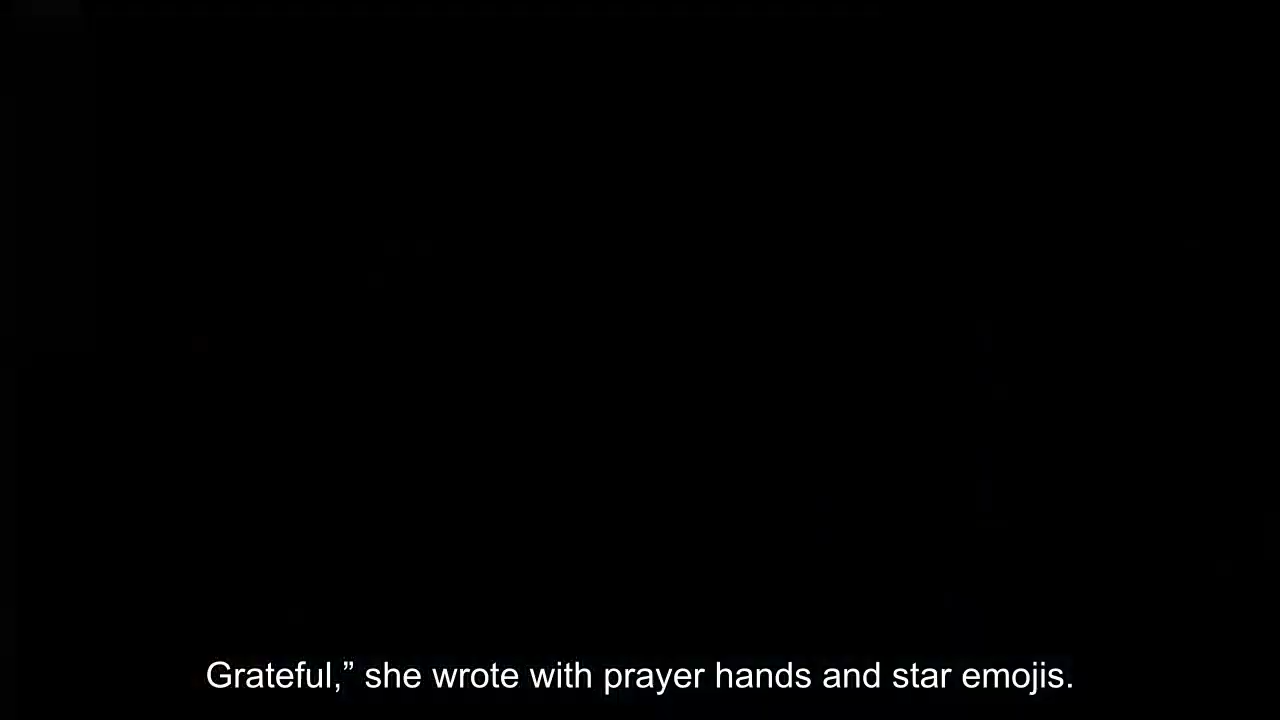 Grateful,” she wrote with prayer hands and star emojis.